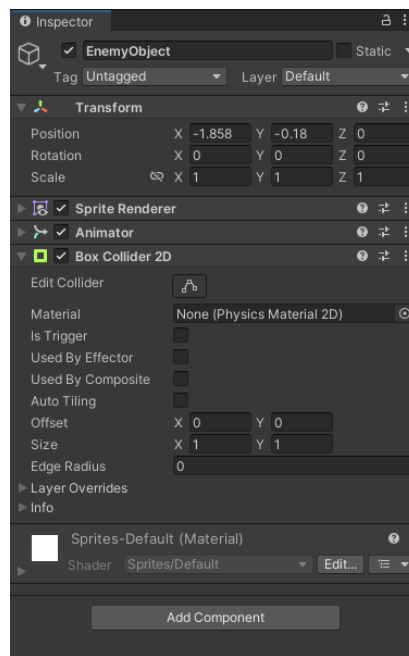 Inspector
EnemyObject Static
Tag Untagged Layer Default
Transform
Position X -1.858 Y -0.18 Z 0
Rotation X 0 Y 0 Z 0
Scale X 1 Y 1 Z 1
Sprite Renderer
Animator
Box Collider 2D
Edit Collider
Material None (Physics Material 2D)
Is Trigger
Used By Effector
Used By Composite
Auto Tiling
Offset X 0 Y 0
Size X 1 Y 1
Edge Radius 0
Layer Overrides
Info
Sprites-Default (Material)
Shader Sprites/Default Edit...
Add Component